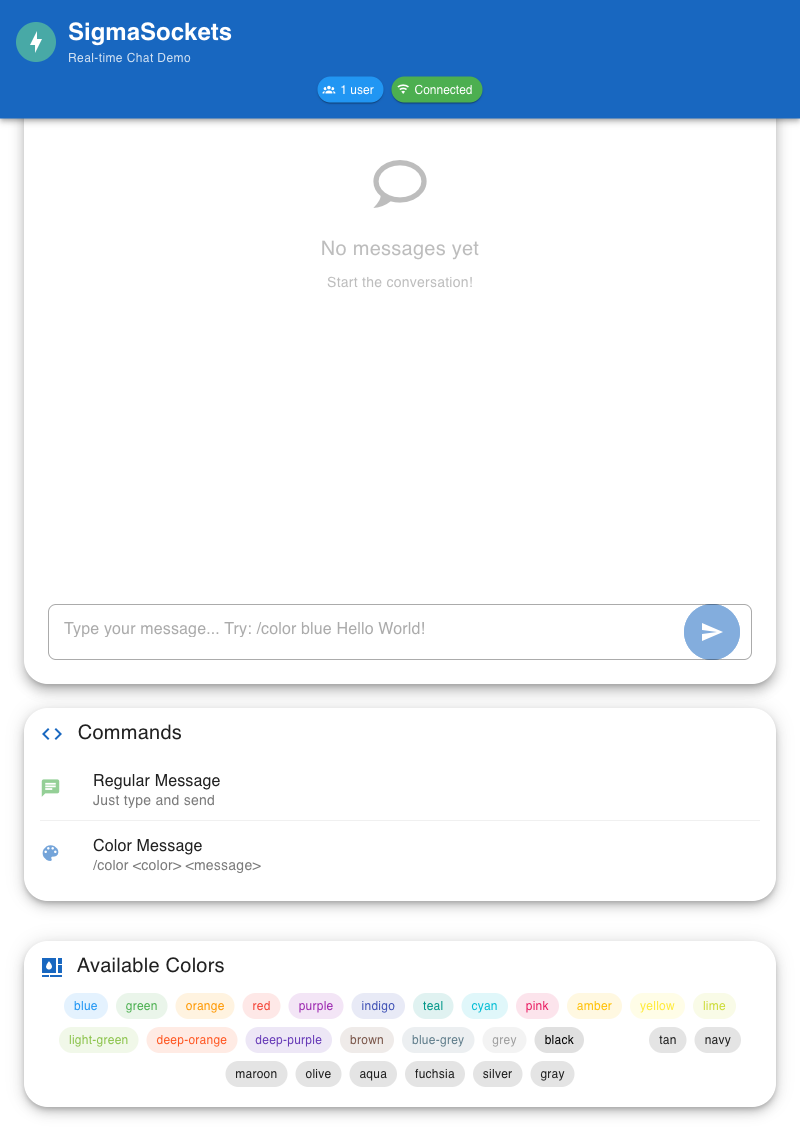 SigmaSockets
Real-time Chat Demo
1 user
Connected
No messages yet
Start the conversation!
Type your message... Try: /color blue Hello World!
Commands
Regular Message
Just type and send
Color Message
/color <color> <message>
Available Colors
blue green orange red purple indigo teal cyan pink amber yellow lime
light-green deep-orange deep-purple brown blue-grey grey black tan navy
maroon olive aqua fuchsia silver gray